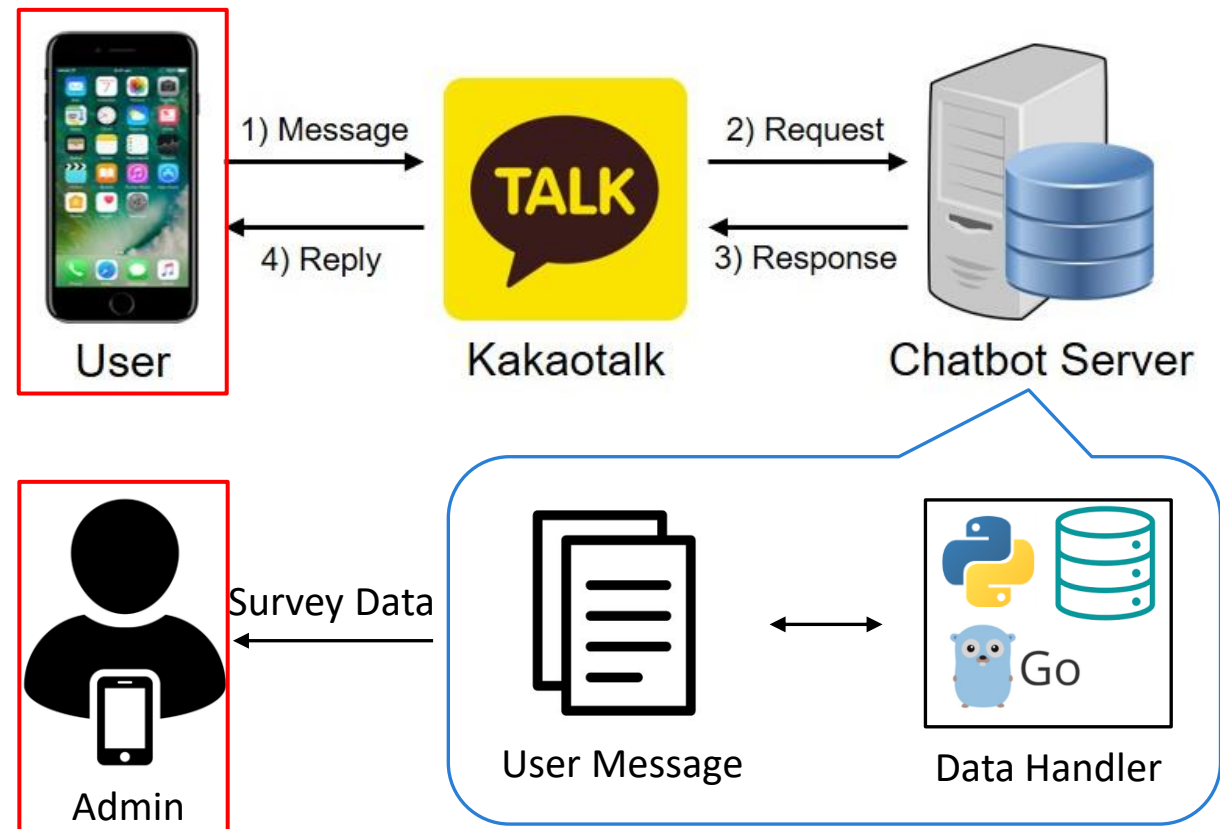 1) Message
2) Request
TALK
4) Reply
3) Response
User
Kakaotalk
Chatbot Server
Survey Data
Go
User Message
Data Handler
Admin